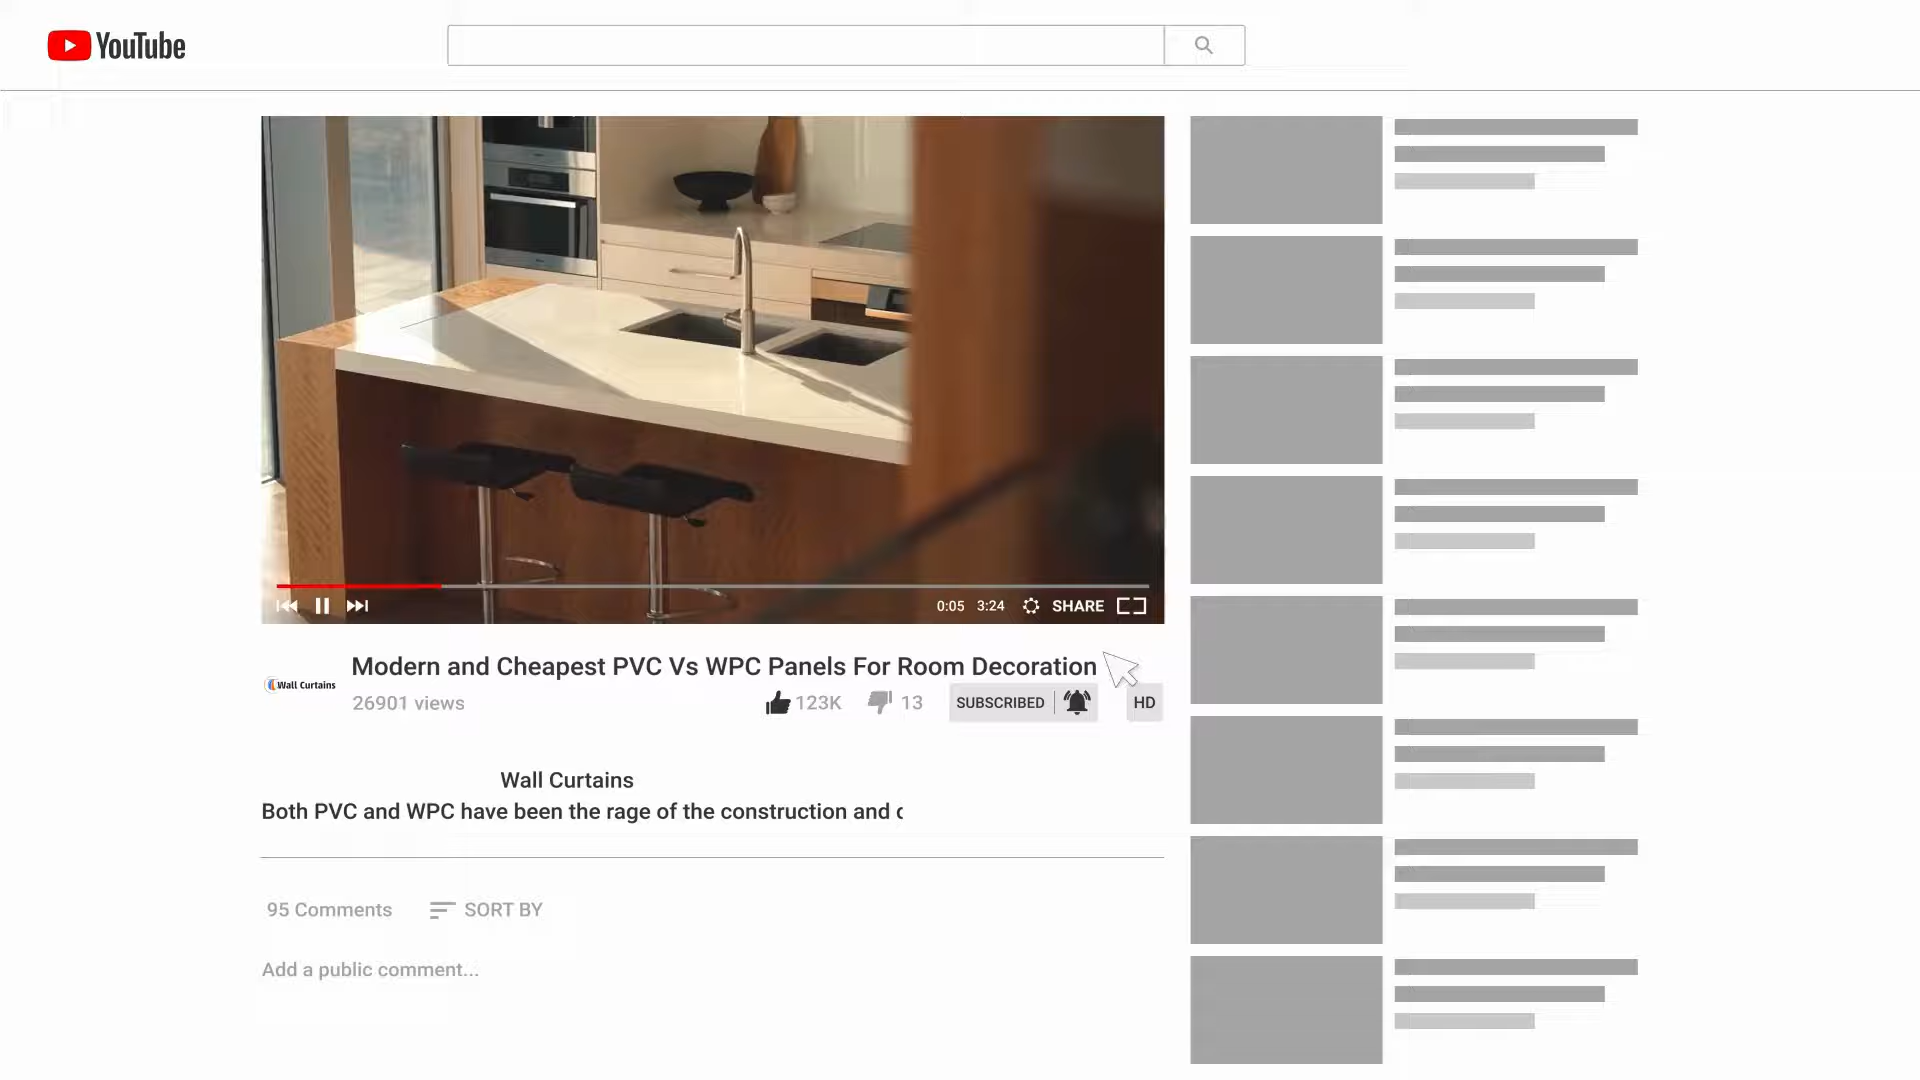 YouTube
0:05 3:24 SHARE
Modern and Cheapest PVC Vs WPC Panels For Room Decoration
Wall Curtains
26901 views 123K 13 SUBSCRIBED HD
Wall Curtains
Both PVC and WPC have been the rage of the construction and
95 Comments SORT BY
Add a public comment...